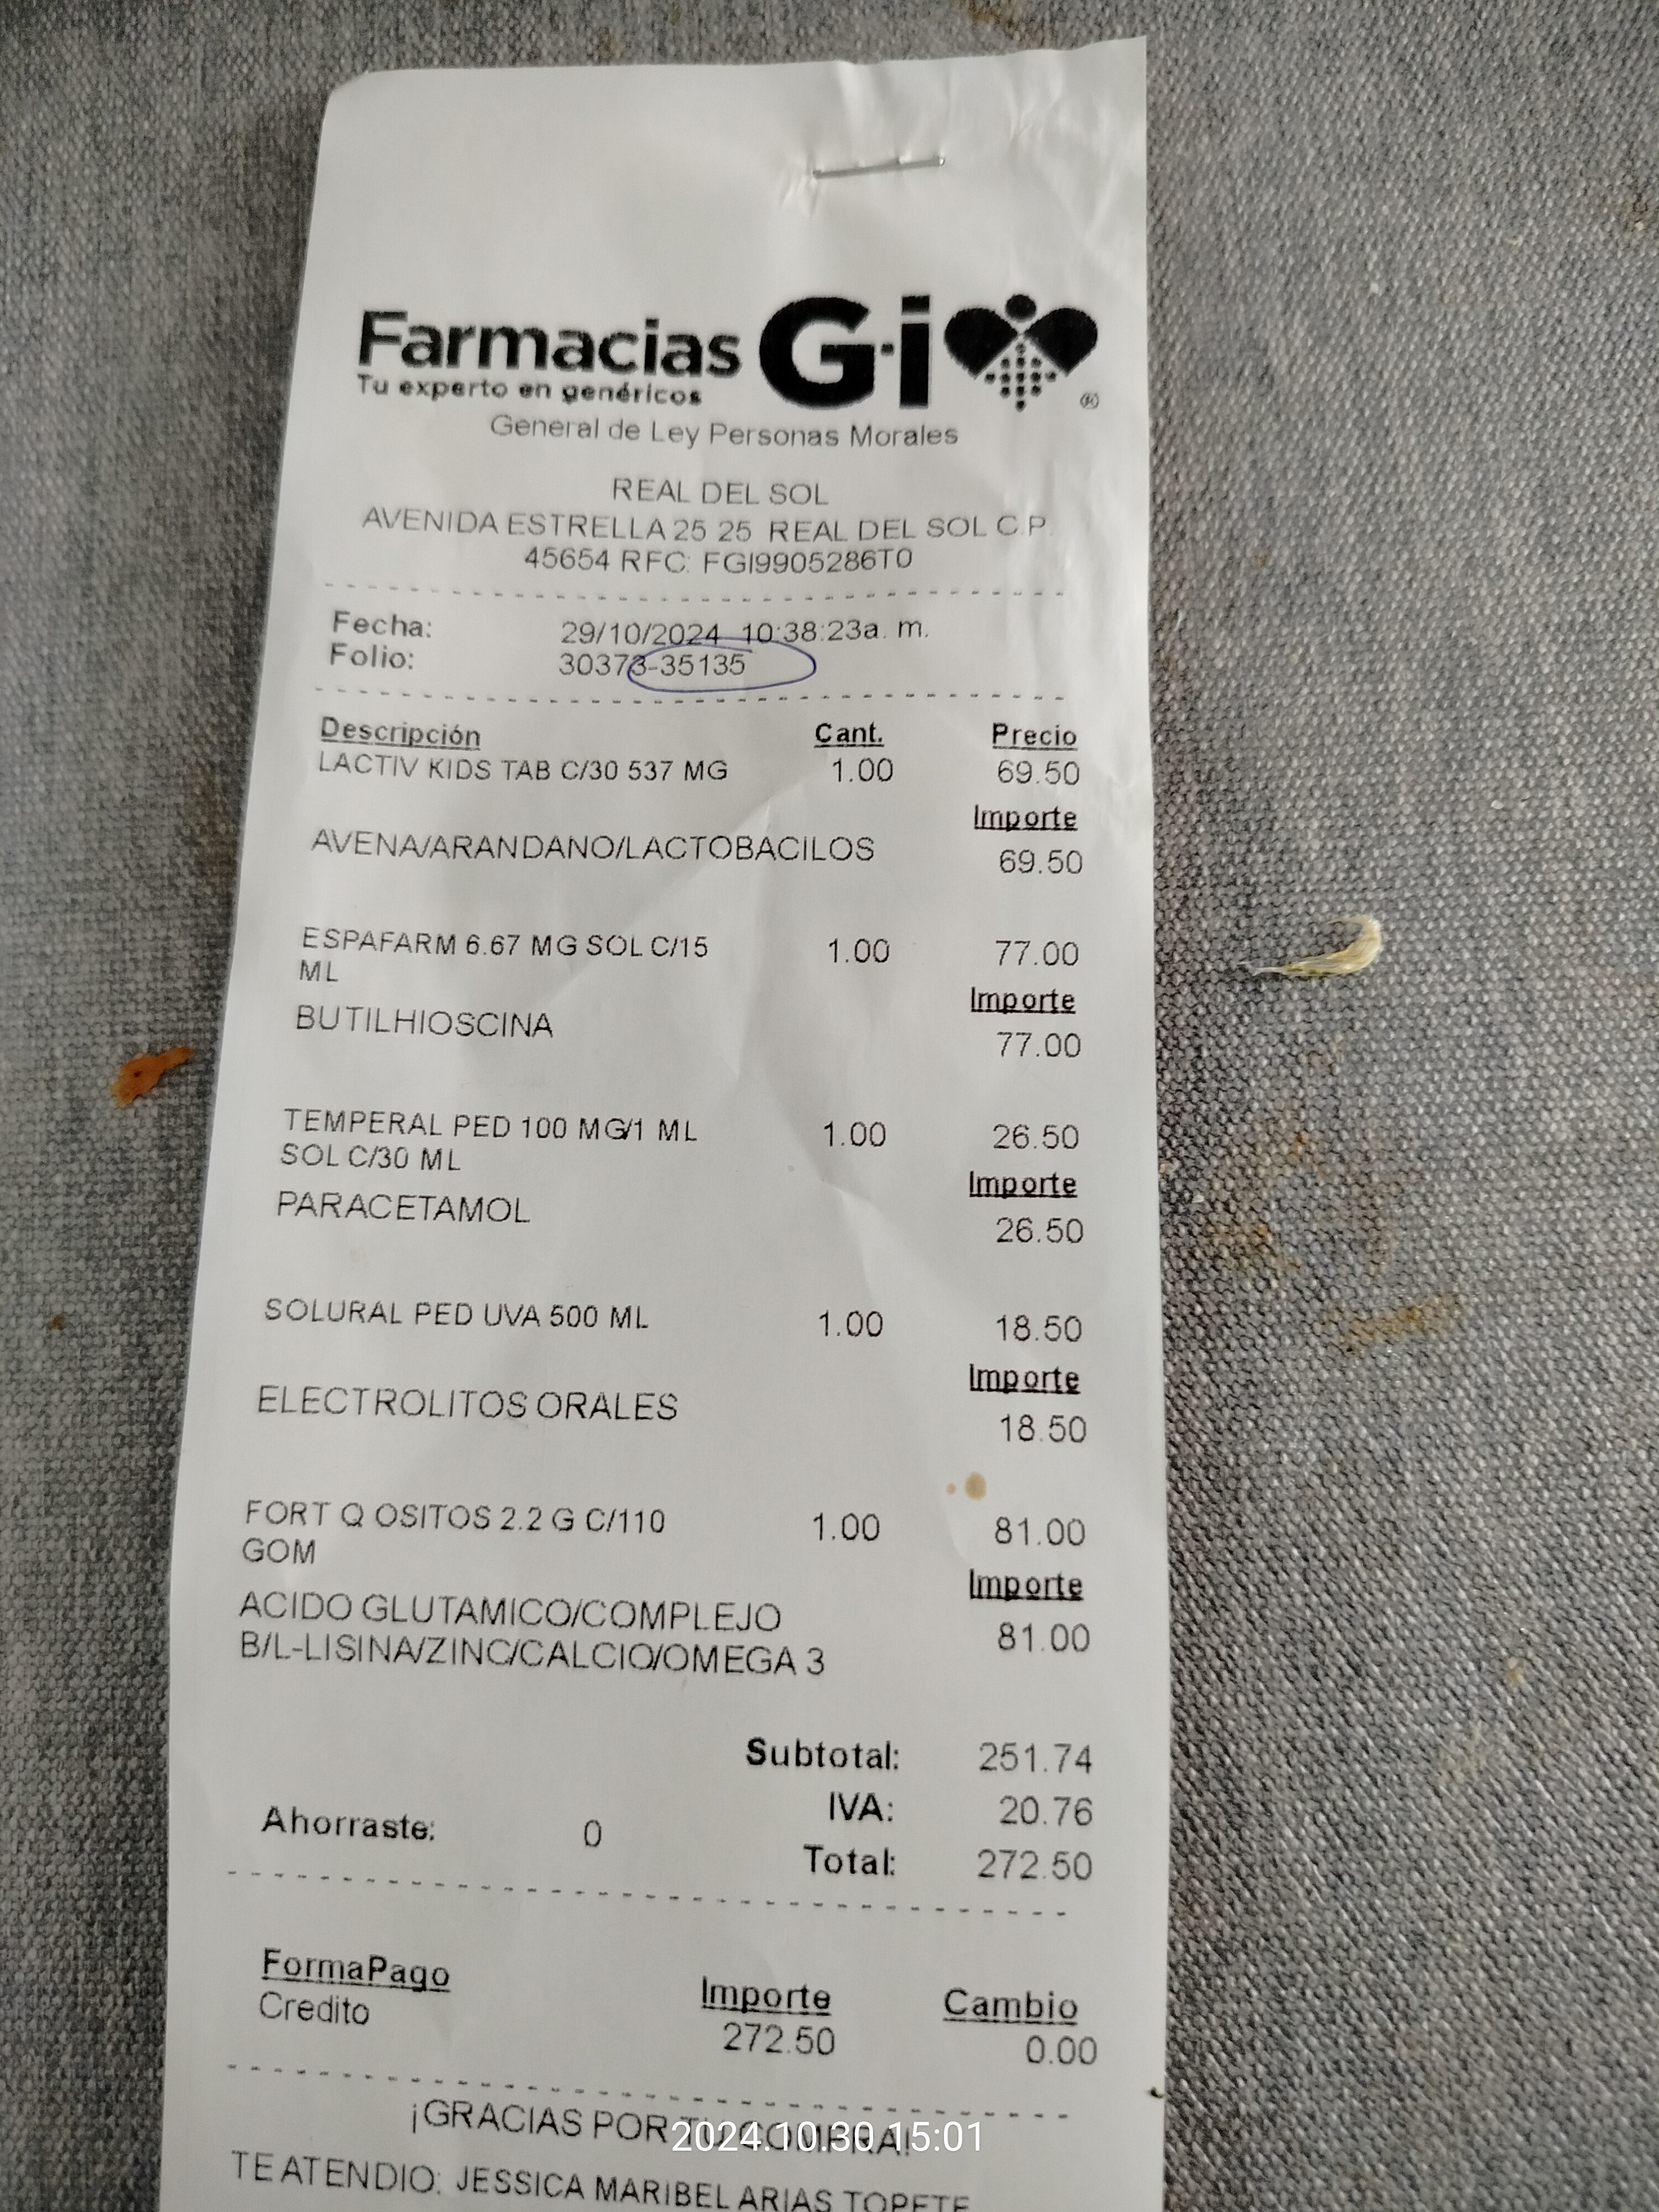 Farmacias G·i
Tu experto en genéricos
®
General de Ley Personas Morales
REAL DEL SOL
AVENIDA ESTRELLA 25 25 REAL DEL SOL C.P.
45654 RFC: FGI9905286T0
Fecha: 29/10/2024 10:38:23a. m.
Folio: 30373-35135
Descripción Cant. Precio
LACTIV KIDS TAB C/30 537 MG 1.00 69.50
Importe
AVENA/ARANDANO/LACTOBACILOS 69.50
ESPAFARM 6.67 MG SOL C/15 1.00 77.00
ML
Importe
BUTILHIOSCINA 77.00
TEMPERAL PED 100 MG/1 ML 1.00 26.50
SOL C/30 ML
Importe
PARACETAMOL 26.50
SOLURAL PED UVA 500 ML 1.00 18.50
Importe
ELECTROLITOS ORALES 18.50
FORT Q OSITOS 2.2 G C/110 1.00 81.00
GOM
Importe
ACIDO GLUTAMICO/COMPLEJO 81.00
B/L-LISINA/ZINC/CALCIO/OMEGA 3
Subtotal: 251.74
IVA: 20.76
Ahorraste: 0
Total: 272.50
FormaPago Importe Cambio
Credito 272.50 0.00
¡GRACIAS POR TU COMPRA!
2024.10.30 15:01
TE ATENDIO: JESSICA MARIBEL ARIAS TOPETE